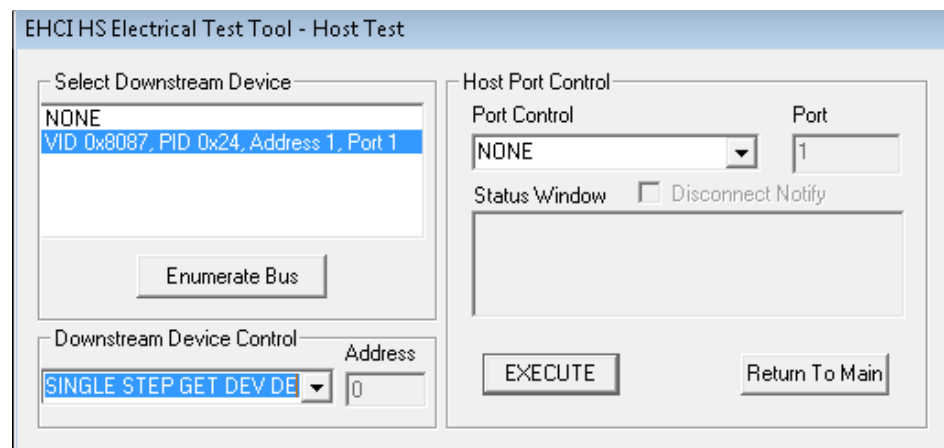 EHCI HS Electrical Test Tool - Host Test
Select Downstream Device
NONE
VID 0x8087, PID 0x24, Address 1, Port 1
Enumerate Bus
Downstream Device Control
Address
SINGLE STEP GET DEV DE
0
Host Port Control
Port Control
Port
NONE
1
Status Window
Disconnect Notify
EXECUTE
Return To Main